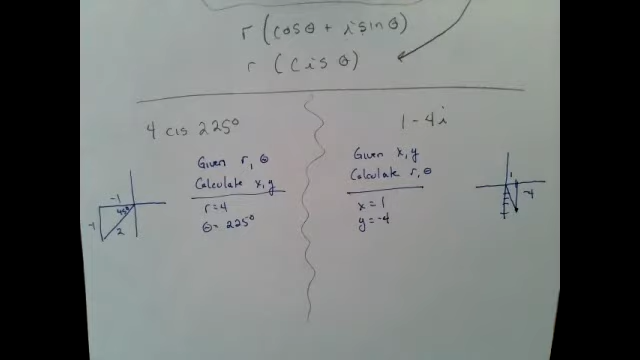 r (cos θ + i sin θ)
r (cis θ)
4 cis 225°
Given r, θ
Calculate x, y
r = 4
θ = 225°
-1
45°
-1
2
1 - 4i
Given x, y
Calculate r, θ
x = 1
y = -4
1
-4